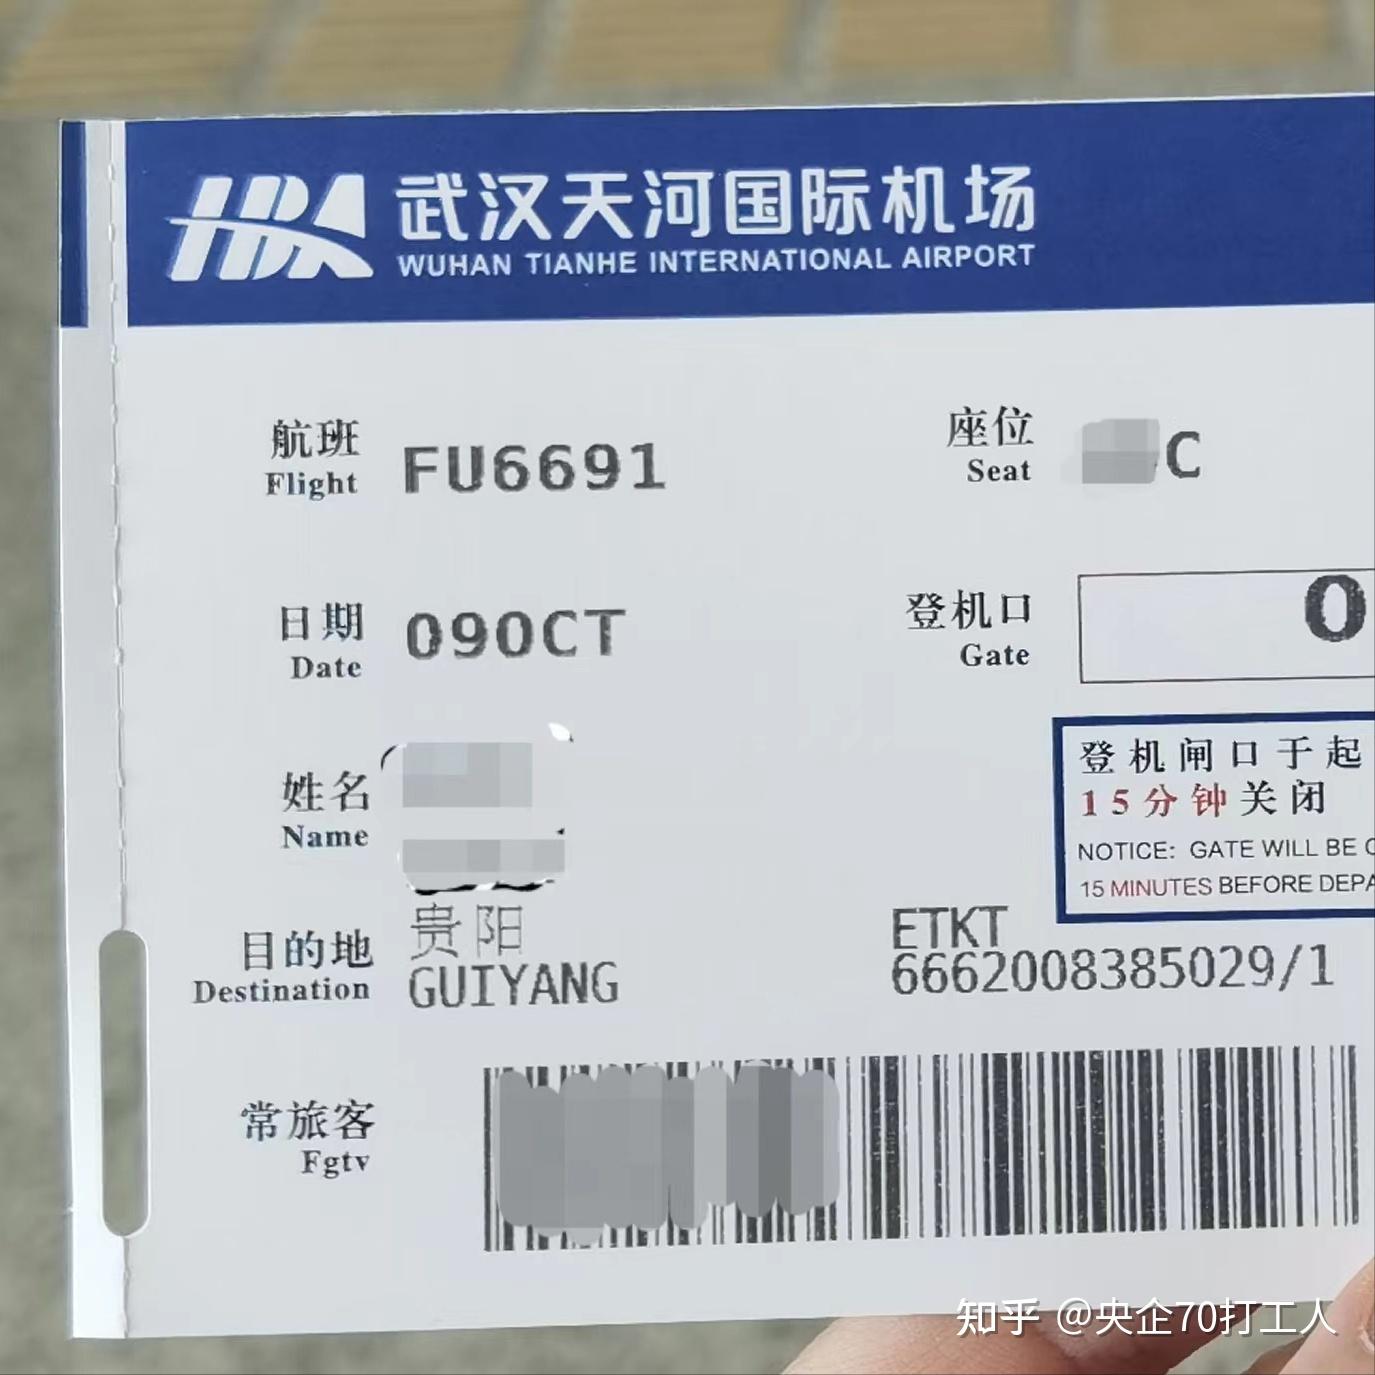 武汉天河国际机场
WUHAN TIANHE INTERNATIONAL AIRPORT
航班
Flight
FU6691
座位
Seat
C
日期
Date
09OCT
登机口
Gate
0
姓名
Name
登机闸口于起
15分钟关闭
NOTICE: GATE WILL BE
15 MINUTES BEFORE DEPA
目的地
Destination
贵阳
GUIYANG
ETKT
6662008385029/1
常旅客
Fgtv
知乎 @央企70打工人